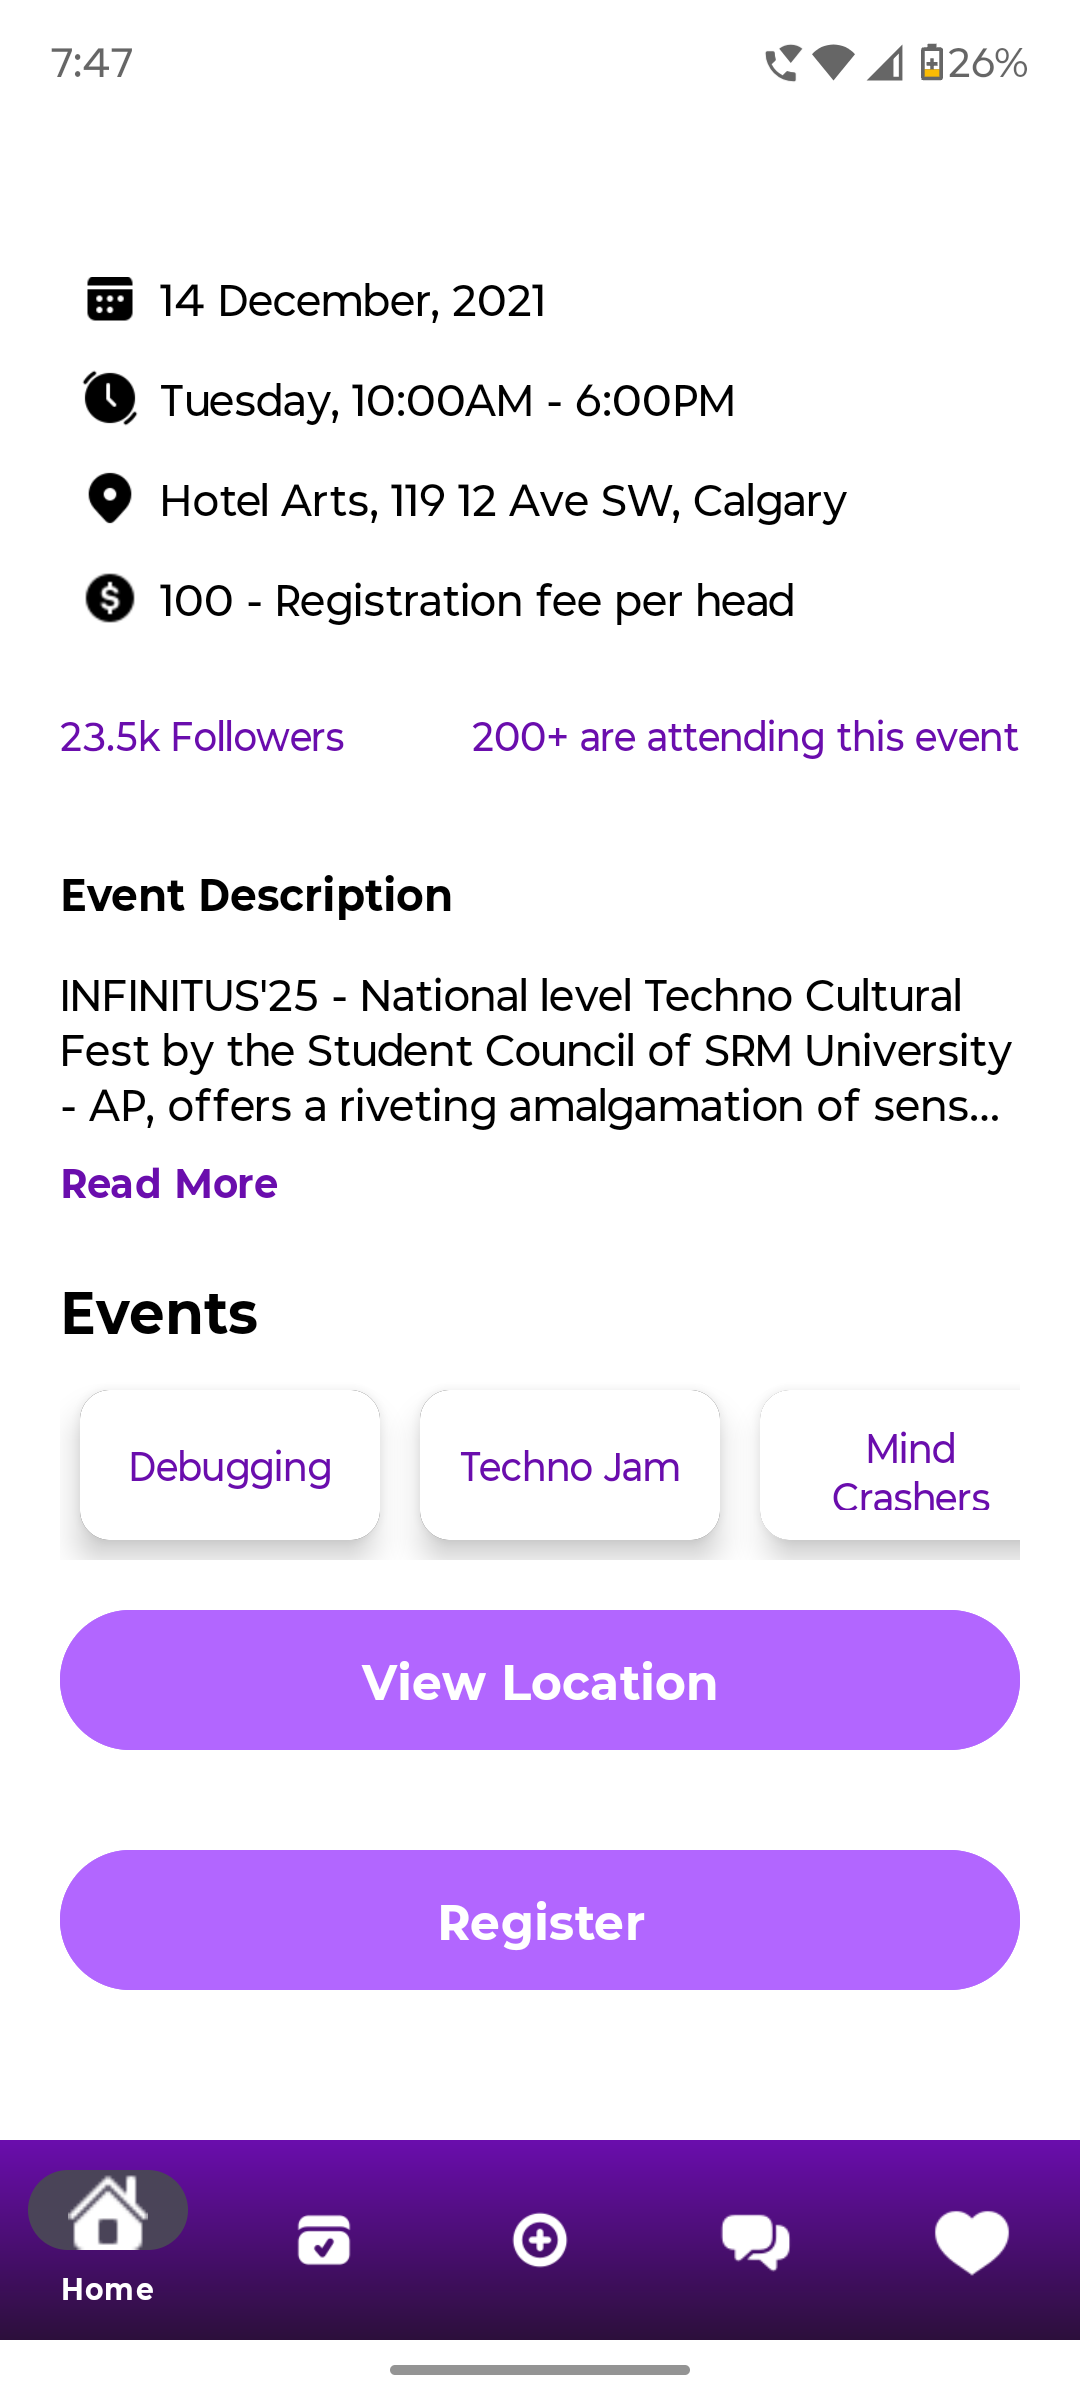 7:47
26%
14 December, 2021
Tuesday, 10:00AM - 6:00PM
Hotel Arts, 119 12 Ave SW, Calgary
100 - Registration fee per head
23.5k Followers
200+ are attending this event
Event Description
INFINITUS'25 - National level Techno Cultural
Fest by the Student Council of SRM University
- AP, offers a riveting amalgamation of sens...
Read More
Events
Debugging
Techno Jam
Mind
Crashers
View Location
Register
Home